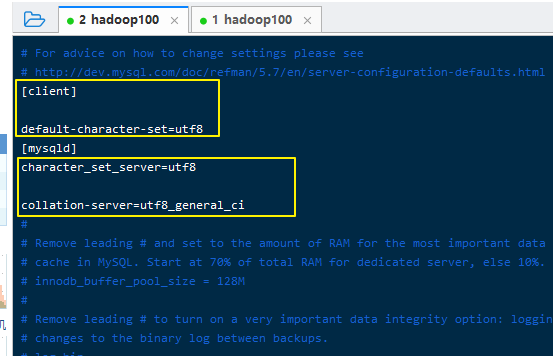 2 hadoop100 × 1 hadoop100 ×
# For advice on how to change settings please see
# http://dev.mysql.com/doc/refman/5.7/en/server-configuration-defaults.html
[client]
default-character-set=utf8
[mysqld]
character_set_server=utf8
collation-server=utf8_general_ci
#
# Remove leading # and set to the amount of RAM for the most important data
# cache in MySQL. Start at 70% of total RAM for dedicated server, else 10%.
# innodb_buffer_pool_size = 128M
#
# Remove leading # to turn on a very important data integrity option: loggin
# changes to the binary log between backups.